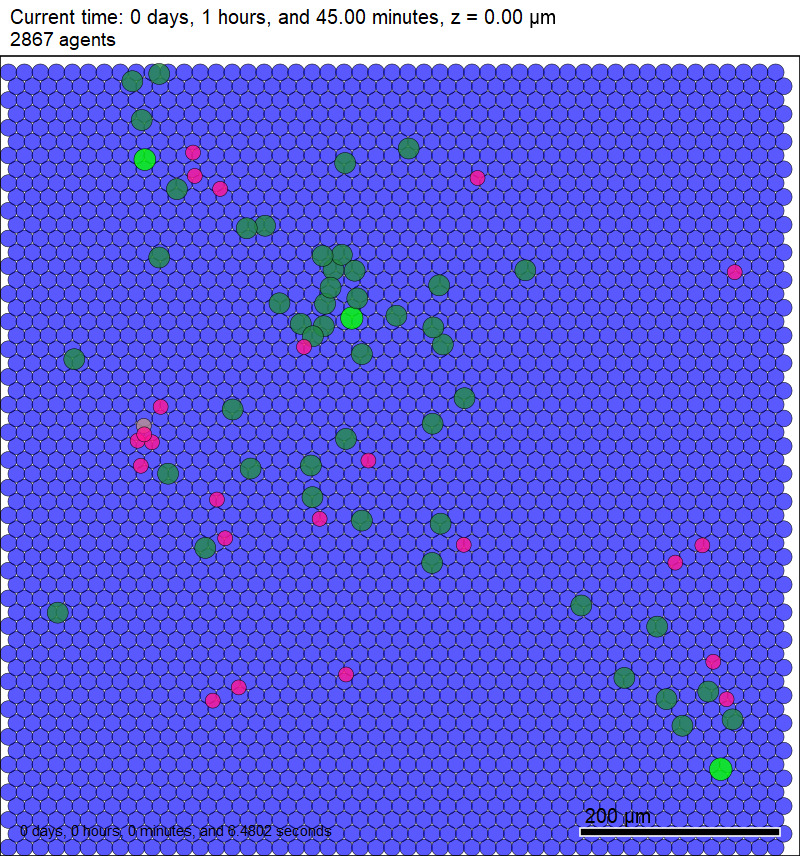 Current time: 0 days, 1 hours, and 45.00 minutes, z = 0.00 μm
2867 agents
200 μm
0 days, 0 hours, 0 minutes, and 6.4802 seconds